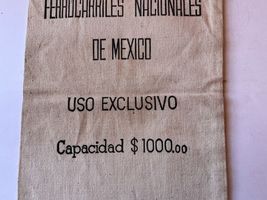 FERROCARRILES NACIONALES
DE MEXICO
USO EXCLUSIVO
Capacidad $1000.00